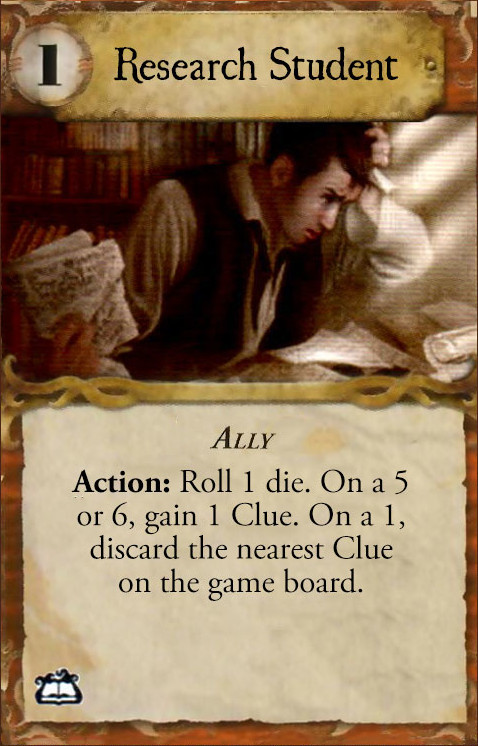 1
Research Student
Ally
Action: Roll 1 die. On a 5
or 6, gain 1 Clue. On a 1,
discard the nearest Clue
on the game board.